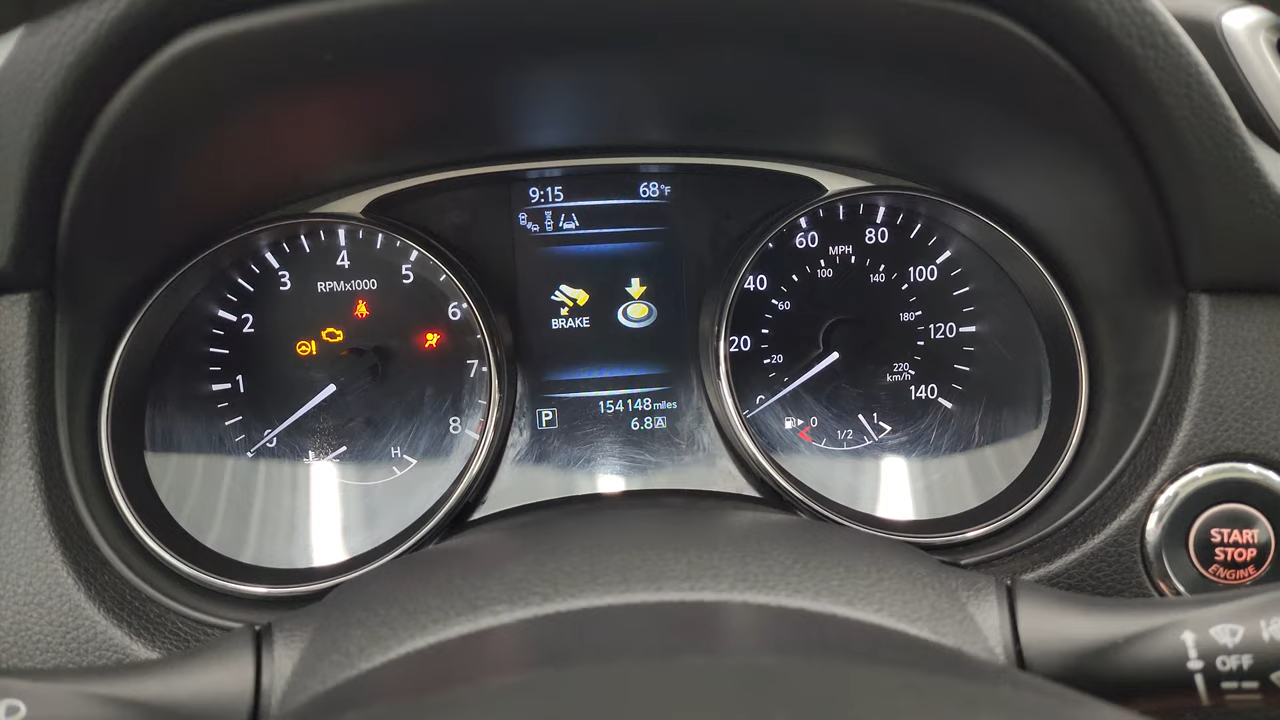 9:15 68°F
RPMx1000
0 1 2 3 4 5 6 7 8
H
BRAKE
P
154148 miles
6.8 A
MPH
0 20 40 60 80 100 120 140
20 60 100 140 180 220
km/h
0 1/2 1
START
STOP
ENGINE
OFF